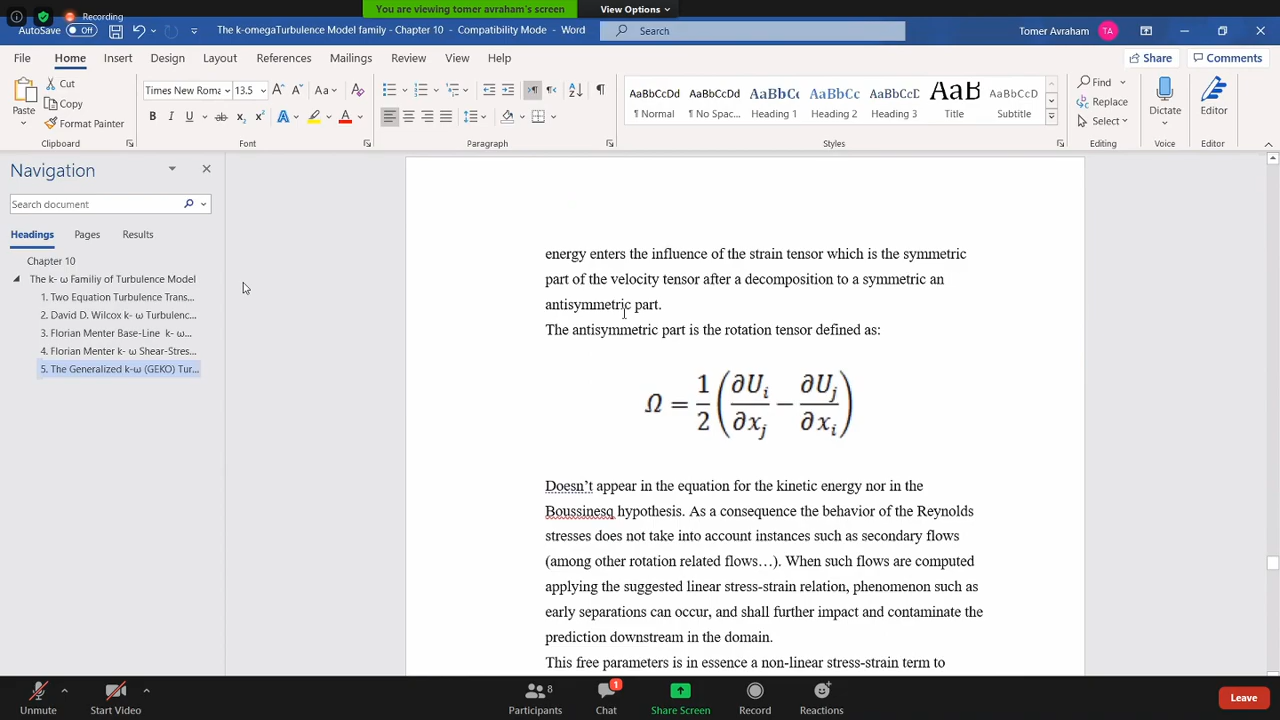 Recording
You are viewing tomer avraham's screen
View Options
AutoSave Off
The k-omegaTurbulence Model family - Chapter 10 - Compatibility Mode - Word
Search
Tomer Avraham TA
File Home Insert Design Layout References Mailings Review View Help
Share Comments
Paste Cut Copy Format Painter
Times New Roma 13.5
AaBbCcDd AaBbCcDd AaBbCc AaBbCcD AaBbCcD AaB AaBbCcDd
¶ Normal ¶ No Spac... Heading 1 Heading 2 Heading 3 Title Subtitle
Find Replace Select
Dictate Editor
Clipboard Font Paragraph Styles Editing Voice Editor
Navigation
Search document
Headings Pages Results
Chapter 10
The k- ω Familiy of Turbulence Model
1. Two Equation Turbulence Trans...
2. David D. Wilcox k- ω Turbulenc...
3. Florian Menter Base-Line k- ω...
4. Florian Menter k- ω Shear-Stres...
5. The Generalized k-ω (GEKO) Tur...
energy enters the influence of the strain tensor which is the symmetric
part of the velocity tensor after a decomposition to a symmetric an
antisymmetric part.
The antisymmetric part is the rotation tensor defined as:
Ω = 1/2 (∂U_i/∂x_j − ∂U_j/∂x_i)
Doesn't appear in the equation for the kinetic energy nor in the
Boussinesq hypothesis. As a consequence the behavior of the Reynolds
stresses does not take into account instances such as secondary flows
(among other rotation related flows…). When such flows are computed
applying the suggested linear stress-strain relation, phenomenon such as
early separations can occur, and shall further impact and contaminate the
prediction downstream in the domain.
This free parameters is in essence a non-linear stress-strain term to
Unmute Start Video 8 Participants 1 Chat Share Screen Record Reactions Leave